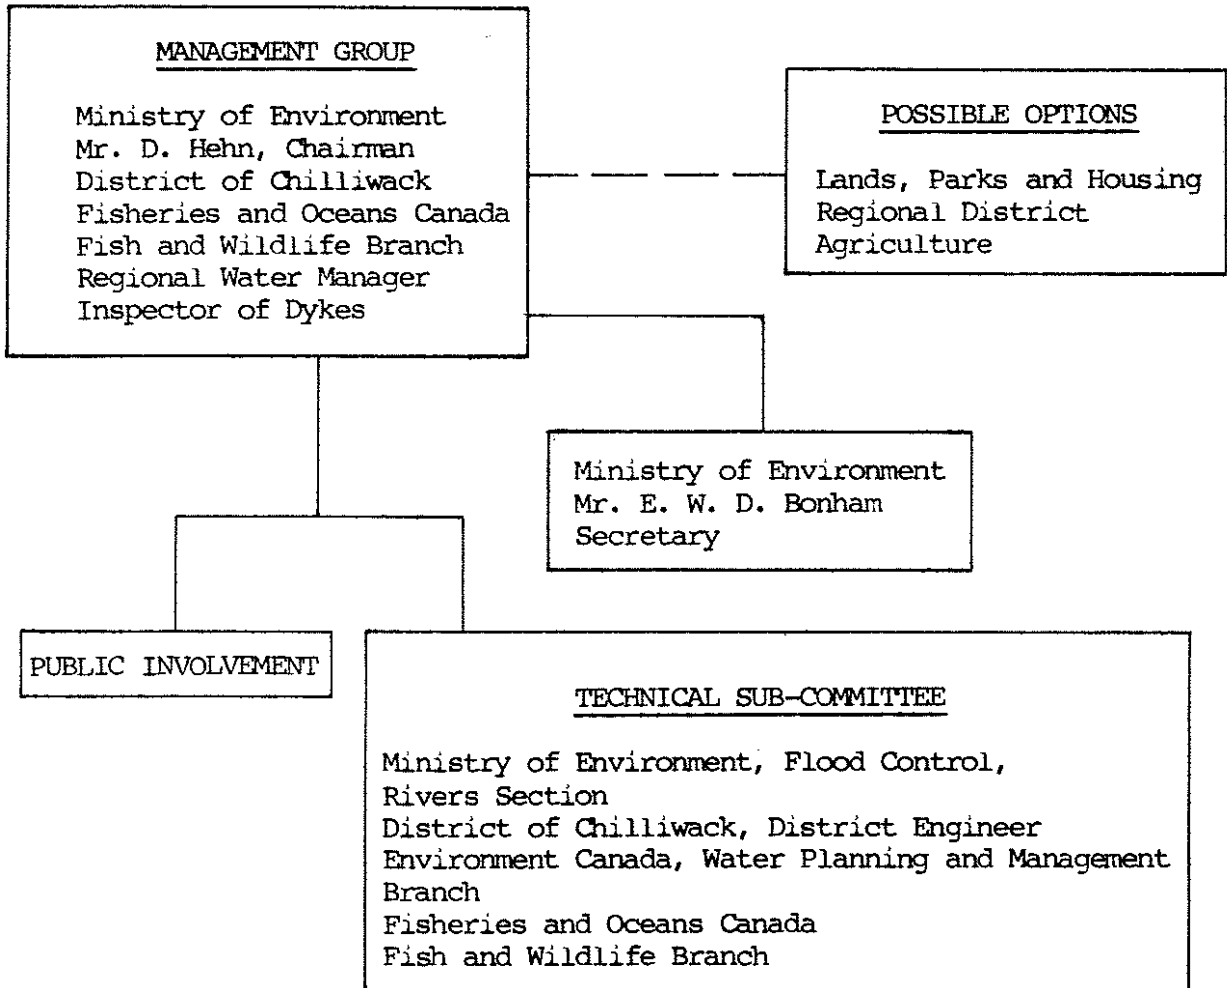 MANAGEMENT GROUP
Ministry of Environment
Mr. D. Hehn, Chairman
District of Chilliwack
Fisheries and Oceans Canada
Fish and Wildlife Branch
Regional Water Manager
Inspector of Dykes
POSSIBLE OPTIONS
Lands, Parks and Housing
Regional District
Agriculture
Ministry of Environment
Mr. E. W. D. Bonham
Secretary
PUBLIC INVOLVEMENT
TECHNICAL SUB-COMMITTEE
Ministry of Environment, Flood Control,
Rivers Section
District of Chilliwack, District Engineer
Environment Canada, Water Planning and Management
Branch
Fisheries and Oceans Canada
Fish and Wildlife Branch